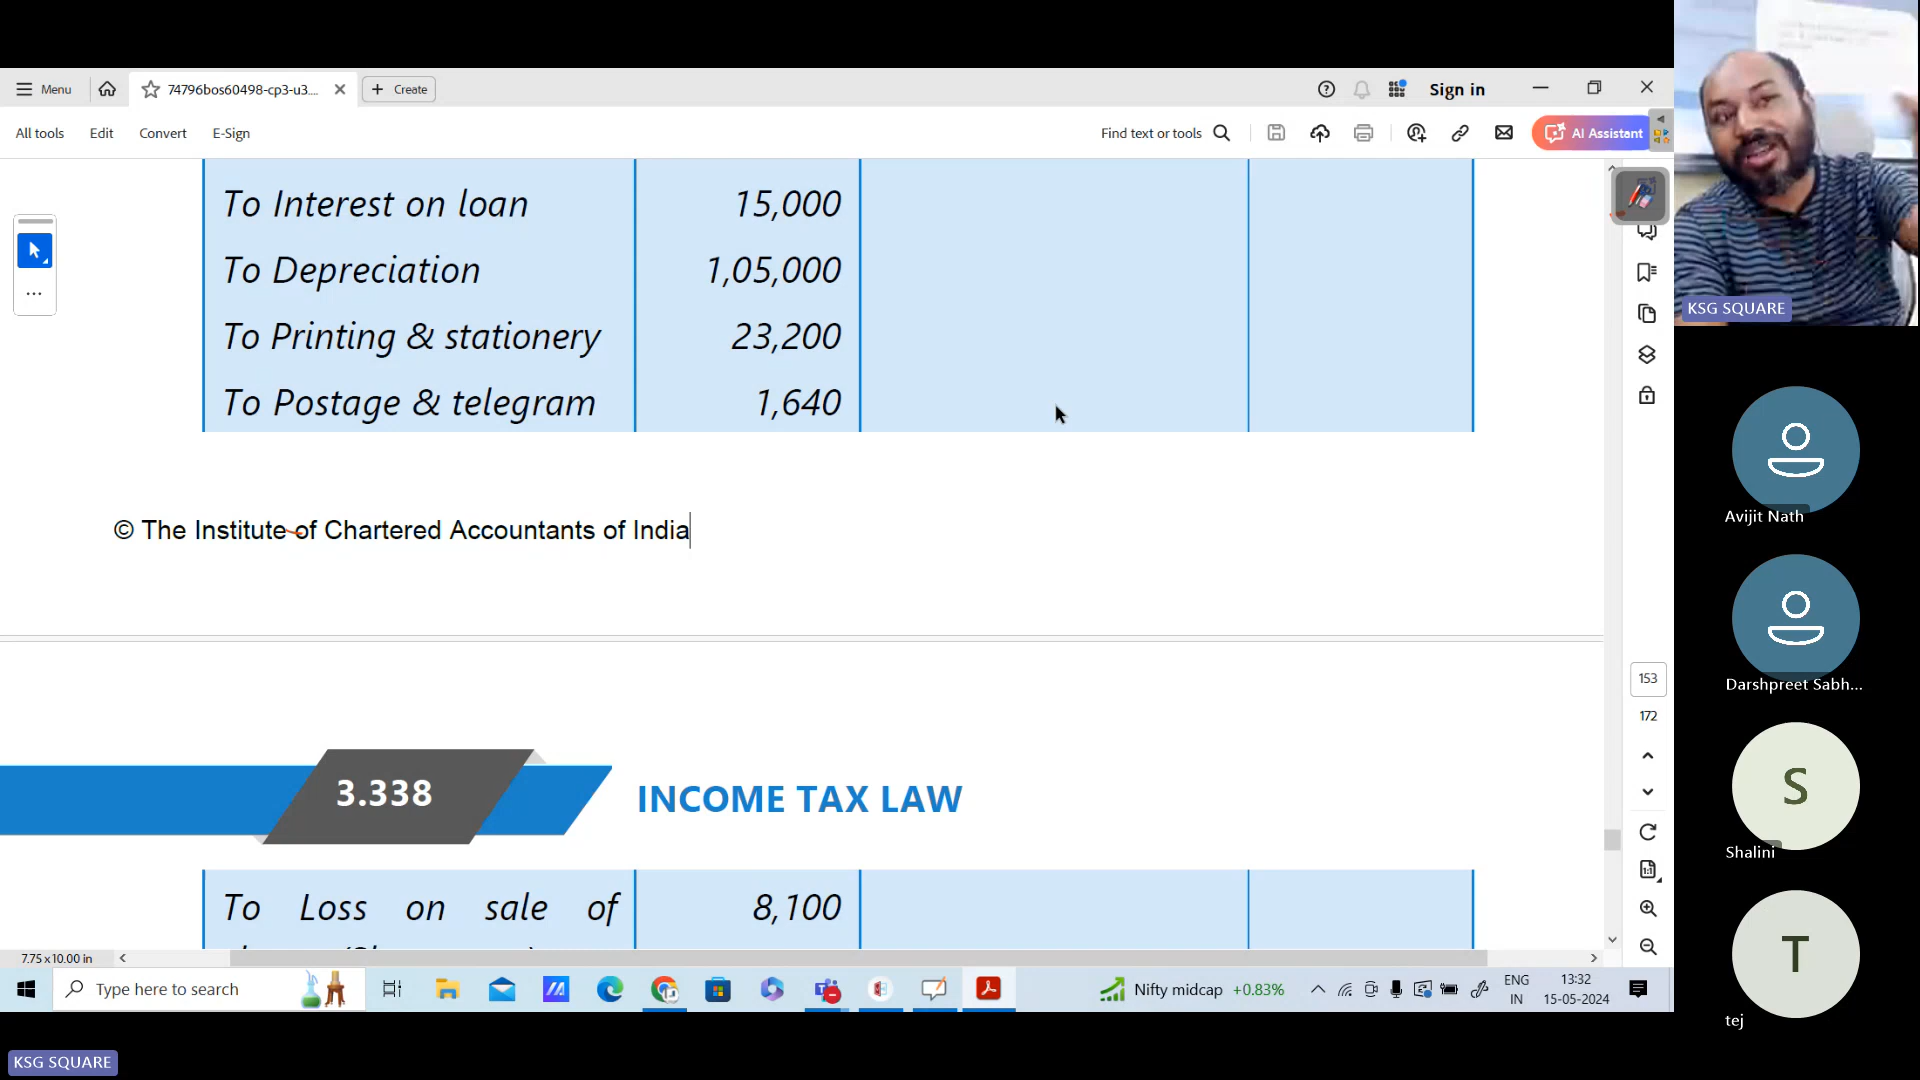 Menu
74796bos60498-cp3-u3...
Create
Sign in
All tools
Edit
Convert
E-Sign
Find text or tools
AI Assistant
To Interest on loan 15,000
To Depreciation 1,05,000
To Printing & stationery 23,200
To Postage & telegram 1,640
© The Institute of Chartered Accountants of India
153
172
3.338
INCOME TAX LAW
To Loss on sale of 8,100
7.75 x 10.00 in
Type here to search
Nifty midcap +0.83%
ENG
IN
13:32
15-05-2024
KSG SQUARE
Avijit Nath
Darshpreet Sabh...
S
Shalini
T
tej
KSG SQUARE